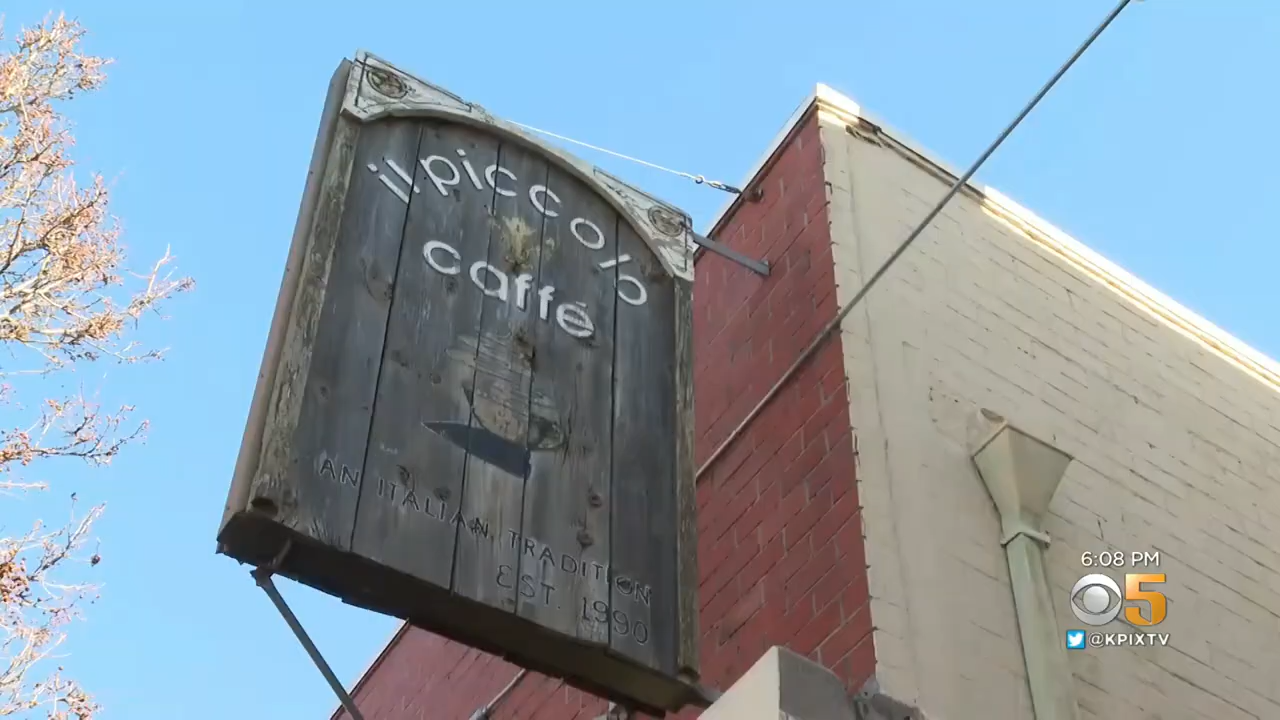 il piccolo
caffé
AN ITALIAN TRADITION
EST. 1990
6:08 PM
5
@KPIXTV